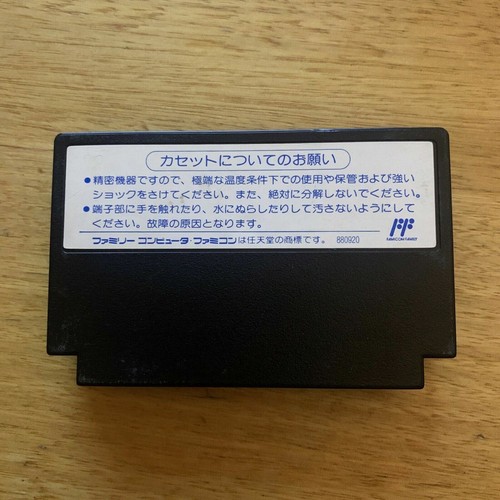 カセットについてのお願い
●精密機器ですので、極端な温度条件下での使用や保管および強い
ショックをさけてください。また、絶対に分解しないでください。
●端子部に手を触れたり、水にぬらしたりして汚さないようにして
ください。故障の原因となります。
ファミリー コンピュータ・ファミコンは任天堂の商標です。 880920
FAMICOM FAMILY